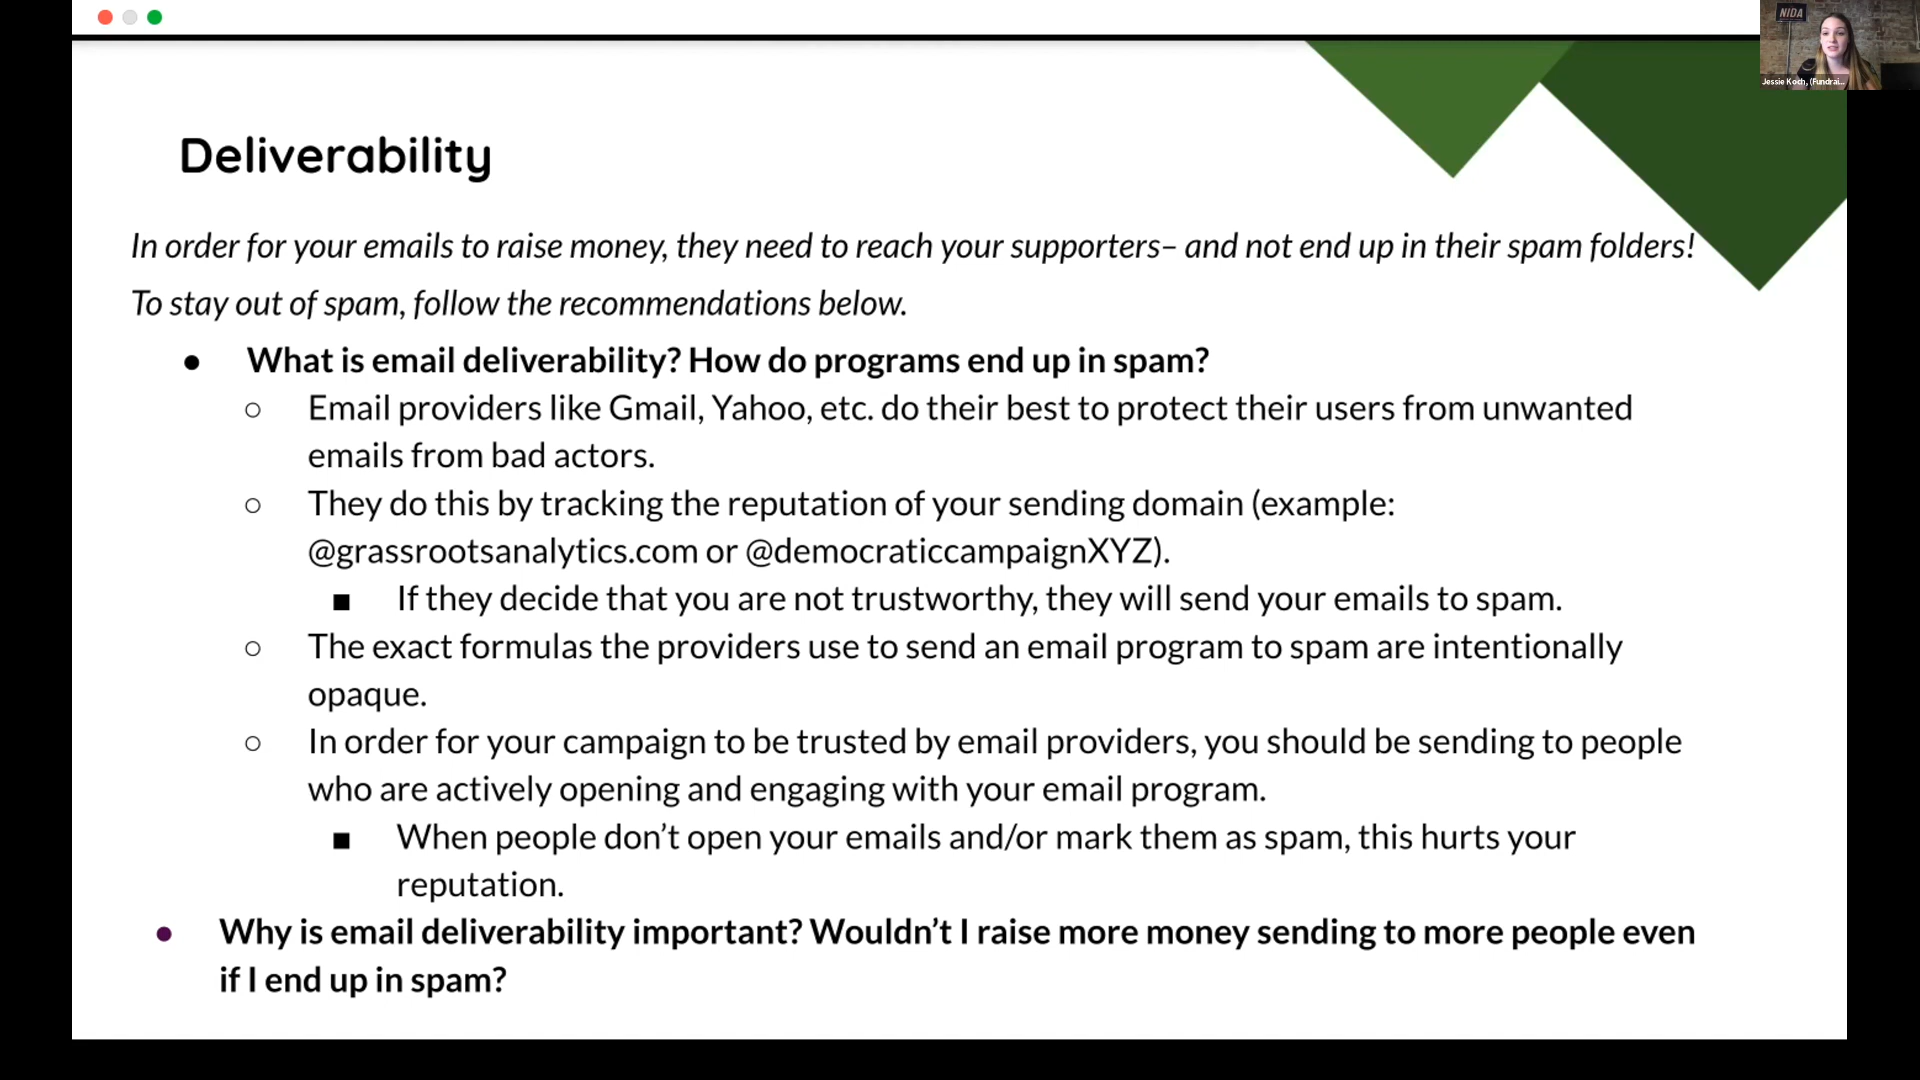 NIDA
Jessie Koch, (Fundrai...
Deliverability
In order for your emails to raise money, they need to reach your supporters– and not end up in their spam folders!
To stay out of spam, follow the recommendations below.
● What is email deliverability? How do programs end up in spam?
○ Email providers like Gmail, Yahoo, etc. do their best to protect their users from unwanted
emails from bad actors.
○ They do this by tracking the reputation of your sending domain (example:
@grassrootsanalytics.com or @democraticcampaignXYZ).
■ If they decide that you are not trustworthy, they will send your emails to spam.
○ The exact formulas the providers use to send an email program to spam are intentionally
opaque.
○ In order for your campaign to be trusted by email providers, you should be sending to people
who are actively opening and engaging with your email program.
■ When people don’t open your emails and/or mark them as spam, this hurts your
reputation.
● Why is email deliverability important? Wouldn’t I raise more money sending to more people even
if I end up in spam?